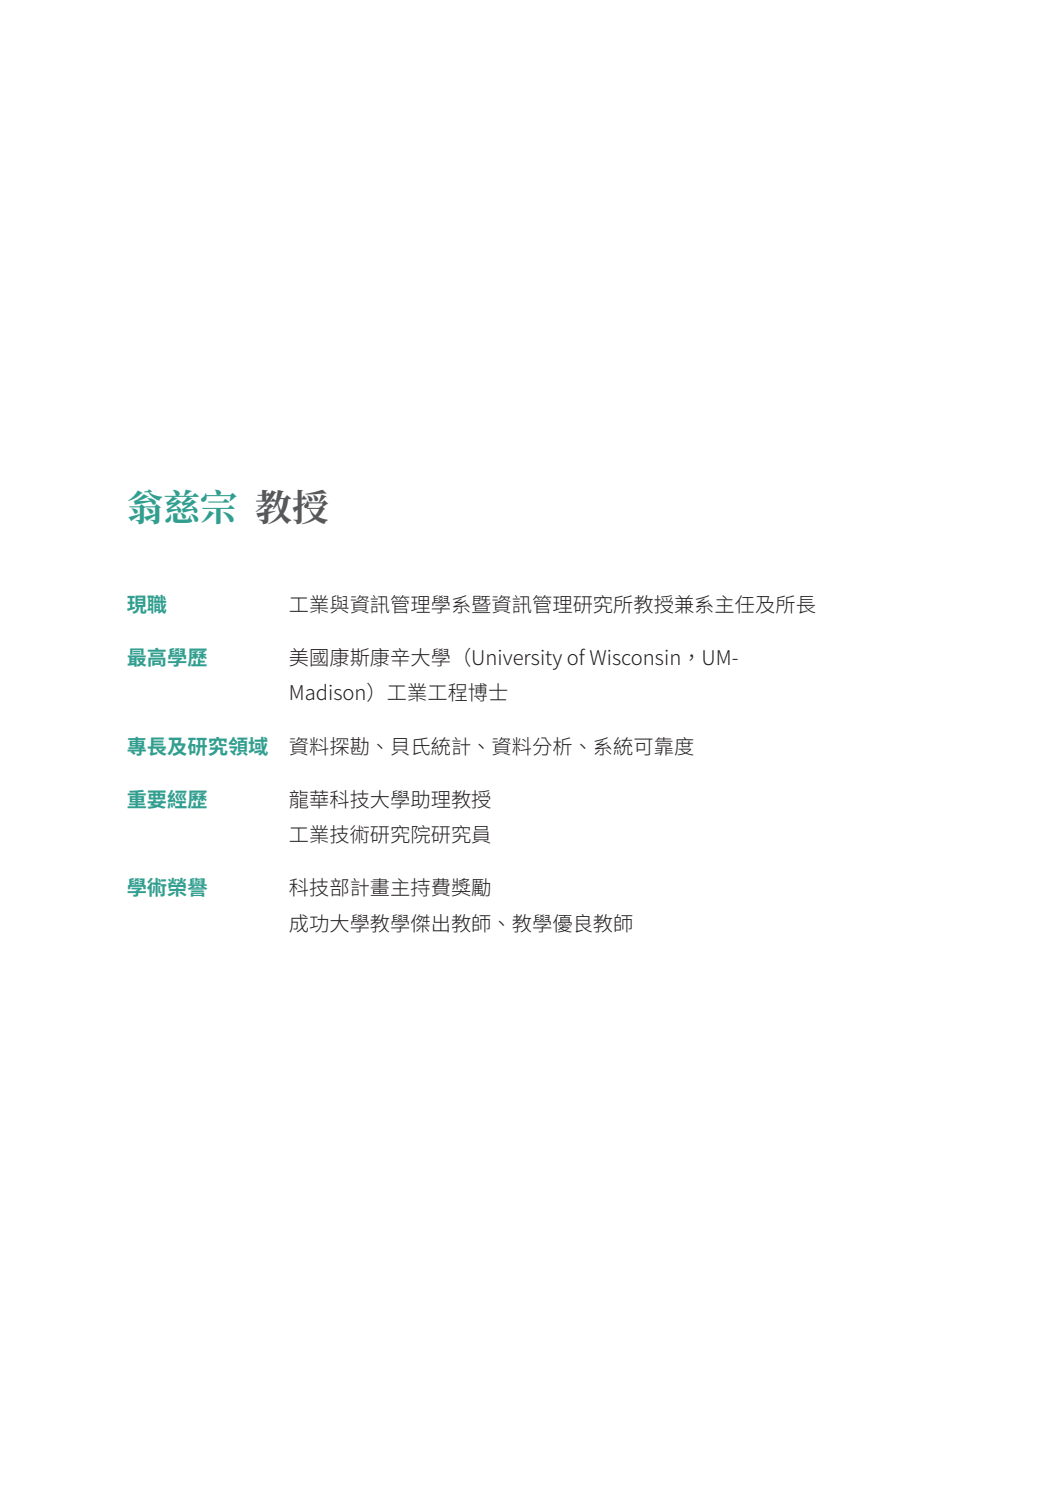 翁慈宗 教授
現職 工業與資訊管理學系暨資訊管理研究所教授兼系主任及所長
最高學歷 美國康斯康辛大學（University of Wisconsin，UM-
Madison）工業工程博士
專長及研究領域 資料探勘、貝氏統計、資料分析、系統可靠度
重要經歷 龍華科技大學助理教授
工業技術研究院研究員
學術榮譽 科技部計畫主持費獎勵
成功大學教學傑出教師、教學優良教師